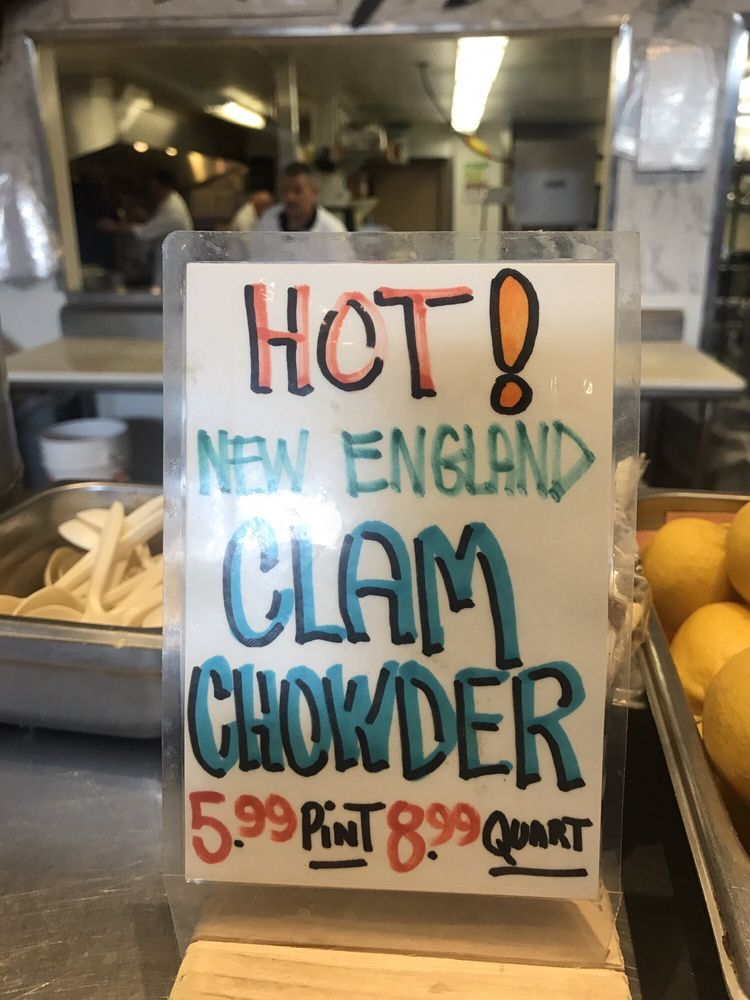 HOT!
NEW ENGLAND
CLAM
CHOWDER
5.99 PiNT 8.99 QUART